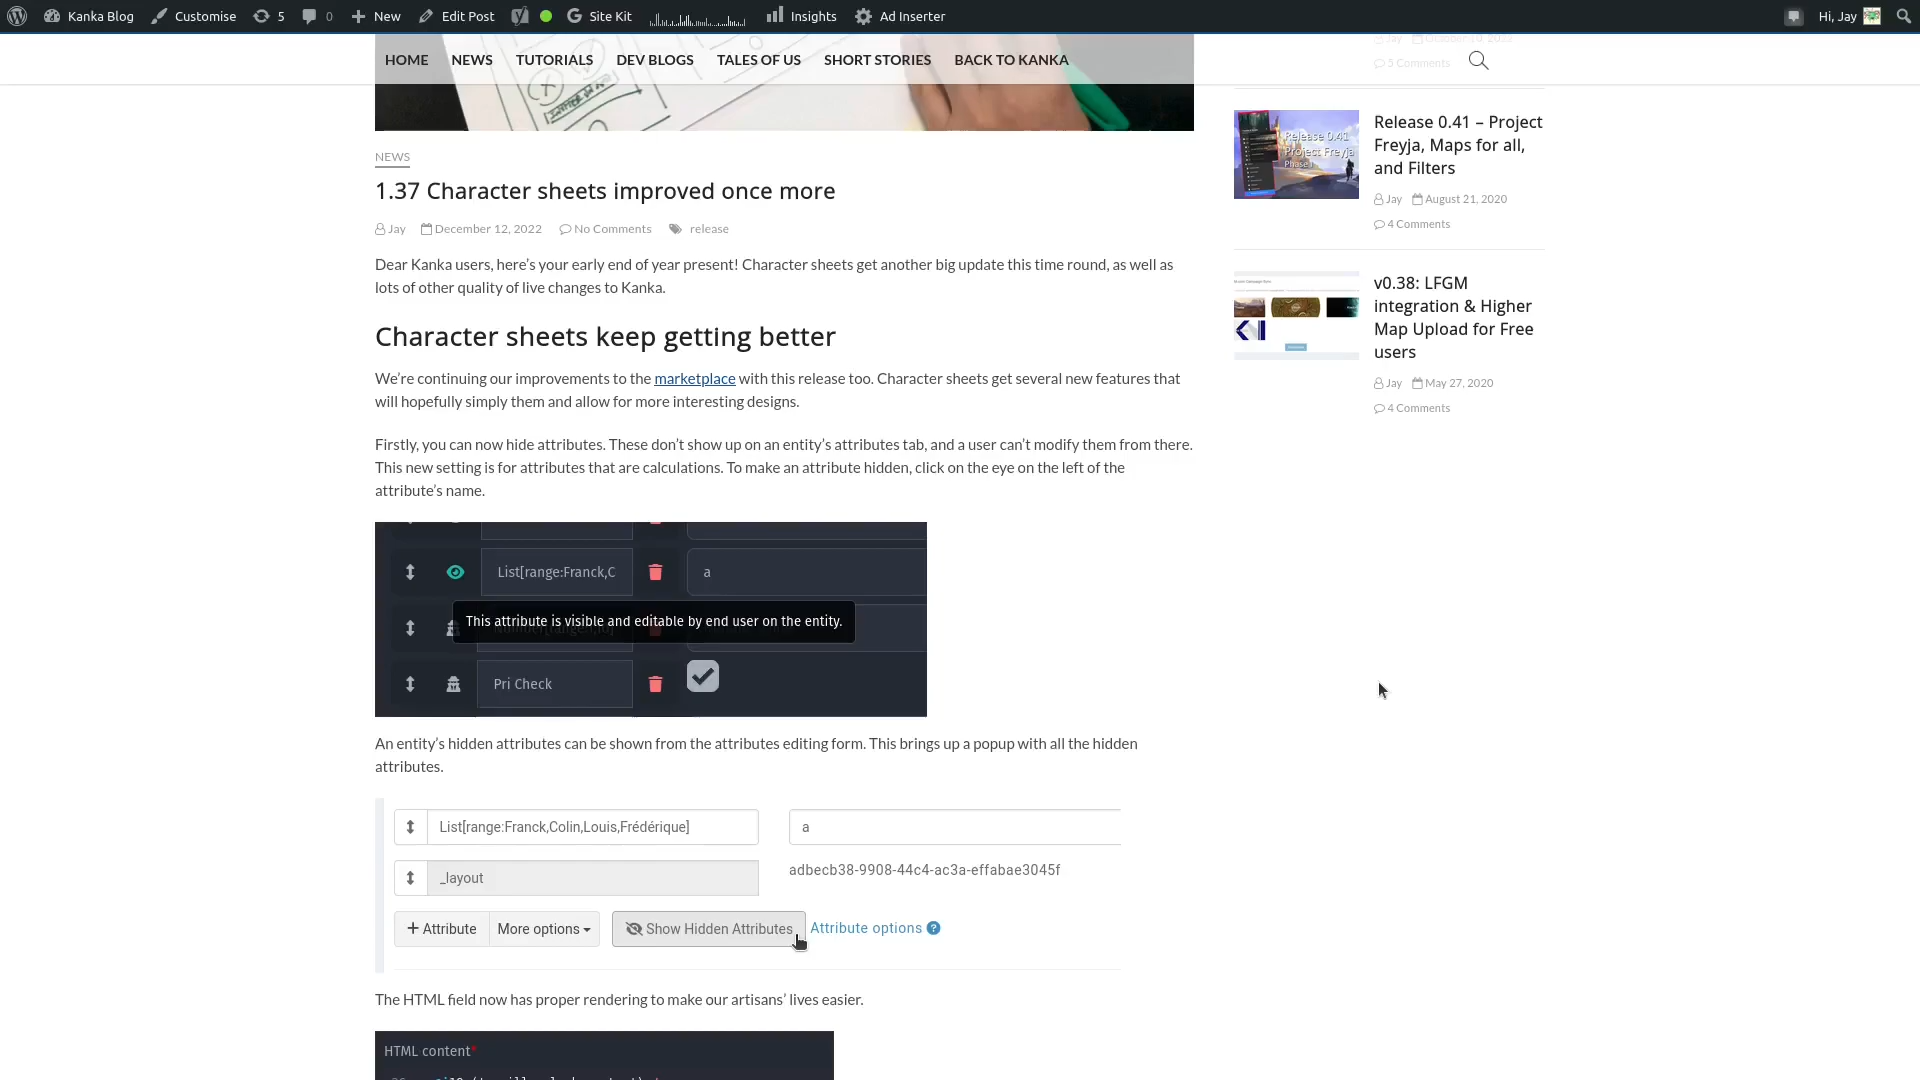 Kanka Blog Customise 5 0 New Edit Post Site Kit Insights Ad Inserter Hi, Jay
HOME NEWS TUTORIALS DEV BLOGS TALES OF US SHORT STORIES BACK TO KANKA
5 Comments
NEWS
1.37 Character sheets improved once more
Jay December 12, 2022 No Comments release
Dear Kanka users, here’s your early end of year present! Character sheets get another big update this time round, as well as
lots of other quality of live changes to Kanka.
Character sheets keep getting better
We’re continuing our improvements to the marketplace with this release too. Character sheets get several new features that
will hopefully simply them and allow for more interesting designs.
Firstly, you can now hide attributes. These don’t show up on an entity’s attributes tab, and a user can’t modify them from there.
This new setting is for attributes that are calculations. To make an attribute hidden, click on the eye on the left of the
attribute’s name.
List[range:Franck,C a
This attribute is visible and editable by end user on the entity.
Pri Check
An entity’s hidden attributes can be shown from the attributes editing form. This brings up a popup with all the hidden
attributes.
List[range:Franck,Colin,Louis,Frédérique] a
_layout adbecb38-9908-44c4-ac3a-effabae3045f
+ Attribute More options Show Hidden Attributes Attribute options ?
The HTML field now has proper rendering to make our artisans’ lives easier.
HTML content*
Release 0.41
Project Freyja
Phase 1
Release 0.41 – Project
Freyja, Maps for all,
and Filters
Jay August 21, 2020
4 Comments
v0.38: LFGM
integration & Higher
Map Upload for Free
users
Jay May 27, 2020
4 Comments